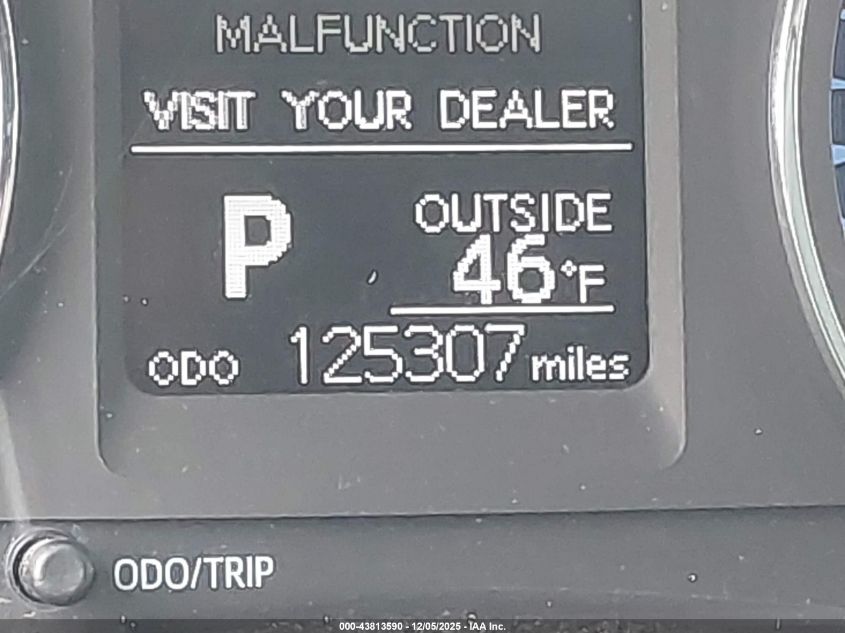 MALFUNCTION
VISIT YOUR DEALER
P
OUTSIDE
46°F
ODO 125307 miles
ODO/TRIP
000-43813590 - 12/05/2025 - IAA Inc.